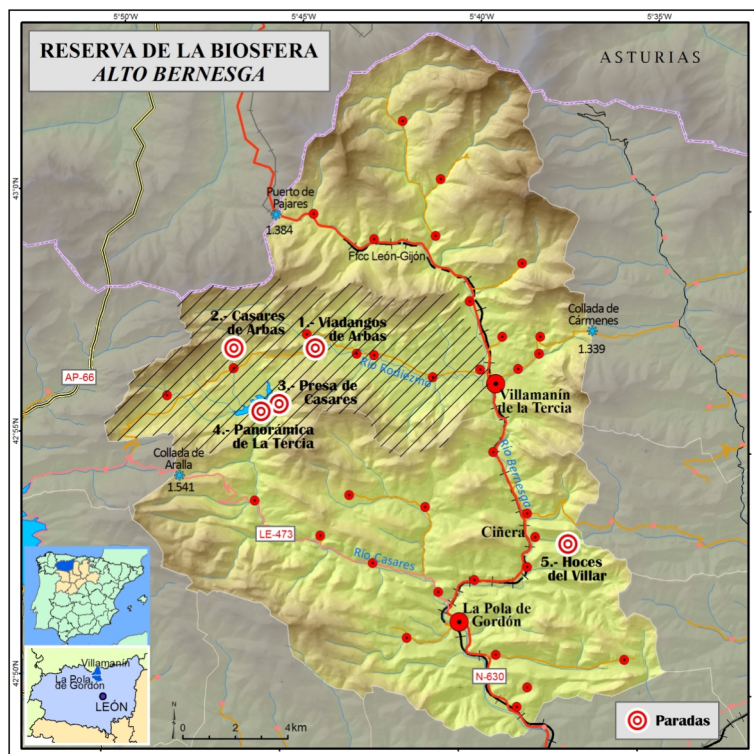 5°50'O 5°45'O 5°40'O 5°35'O
RESERVA DE LA BIOSFERA
ALTO BERNESGA
ASTURIAS
43°0'N
Puerto de
Pajares
1.384
Ffcc León-Gijón
2.- Casares
de Arbas
1.- Viadangos
de Arbas
Collada de
Cármenes
1.339
AP-66
Río Rodiezmo
3.- Presa de
Casares
Villamanín
de la Tercia
4.- Panorámica
de La Tercia
42°55'N
Collada de
Aralla
1.541
Río Bernesga
LE-473
Ciñera
Río Casares
5.- Hoces
del Villar
La Pola de
Gordón
Villamanín
La Pola
de Gordón
LEÓN
42°50'N
N-630
N
0 2 4km
Paradas